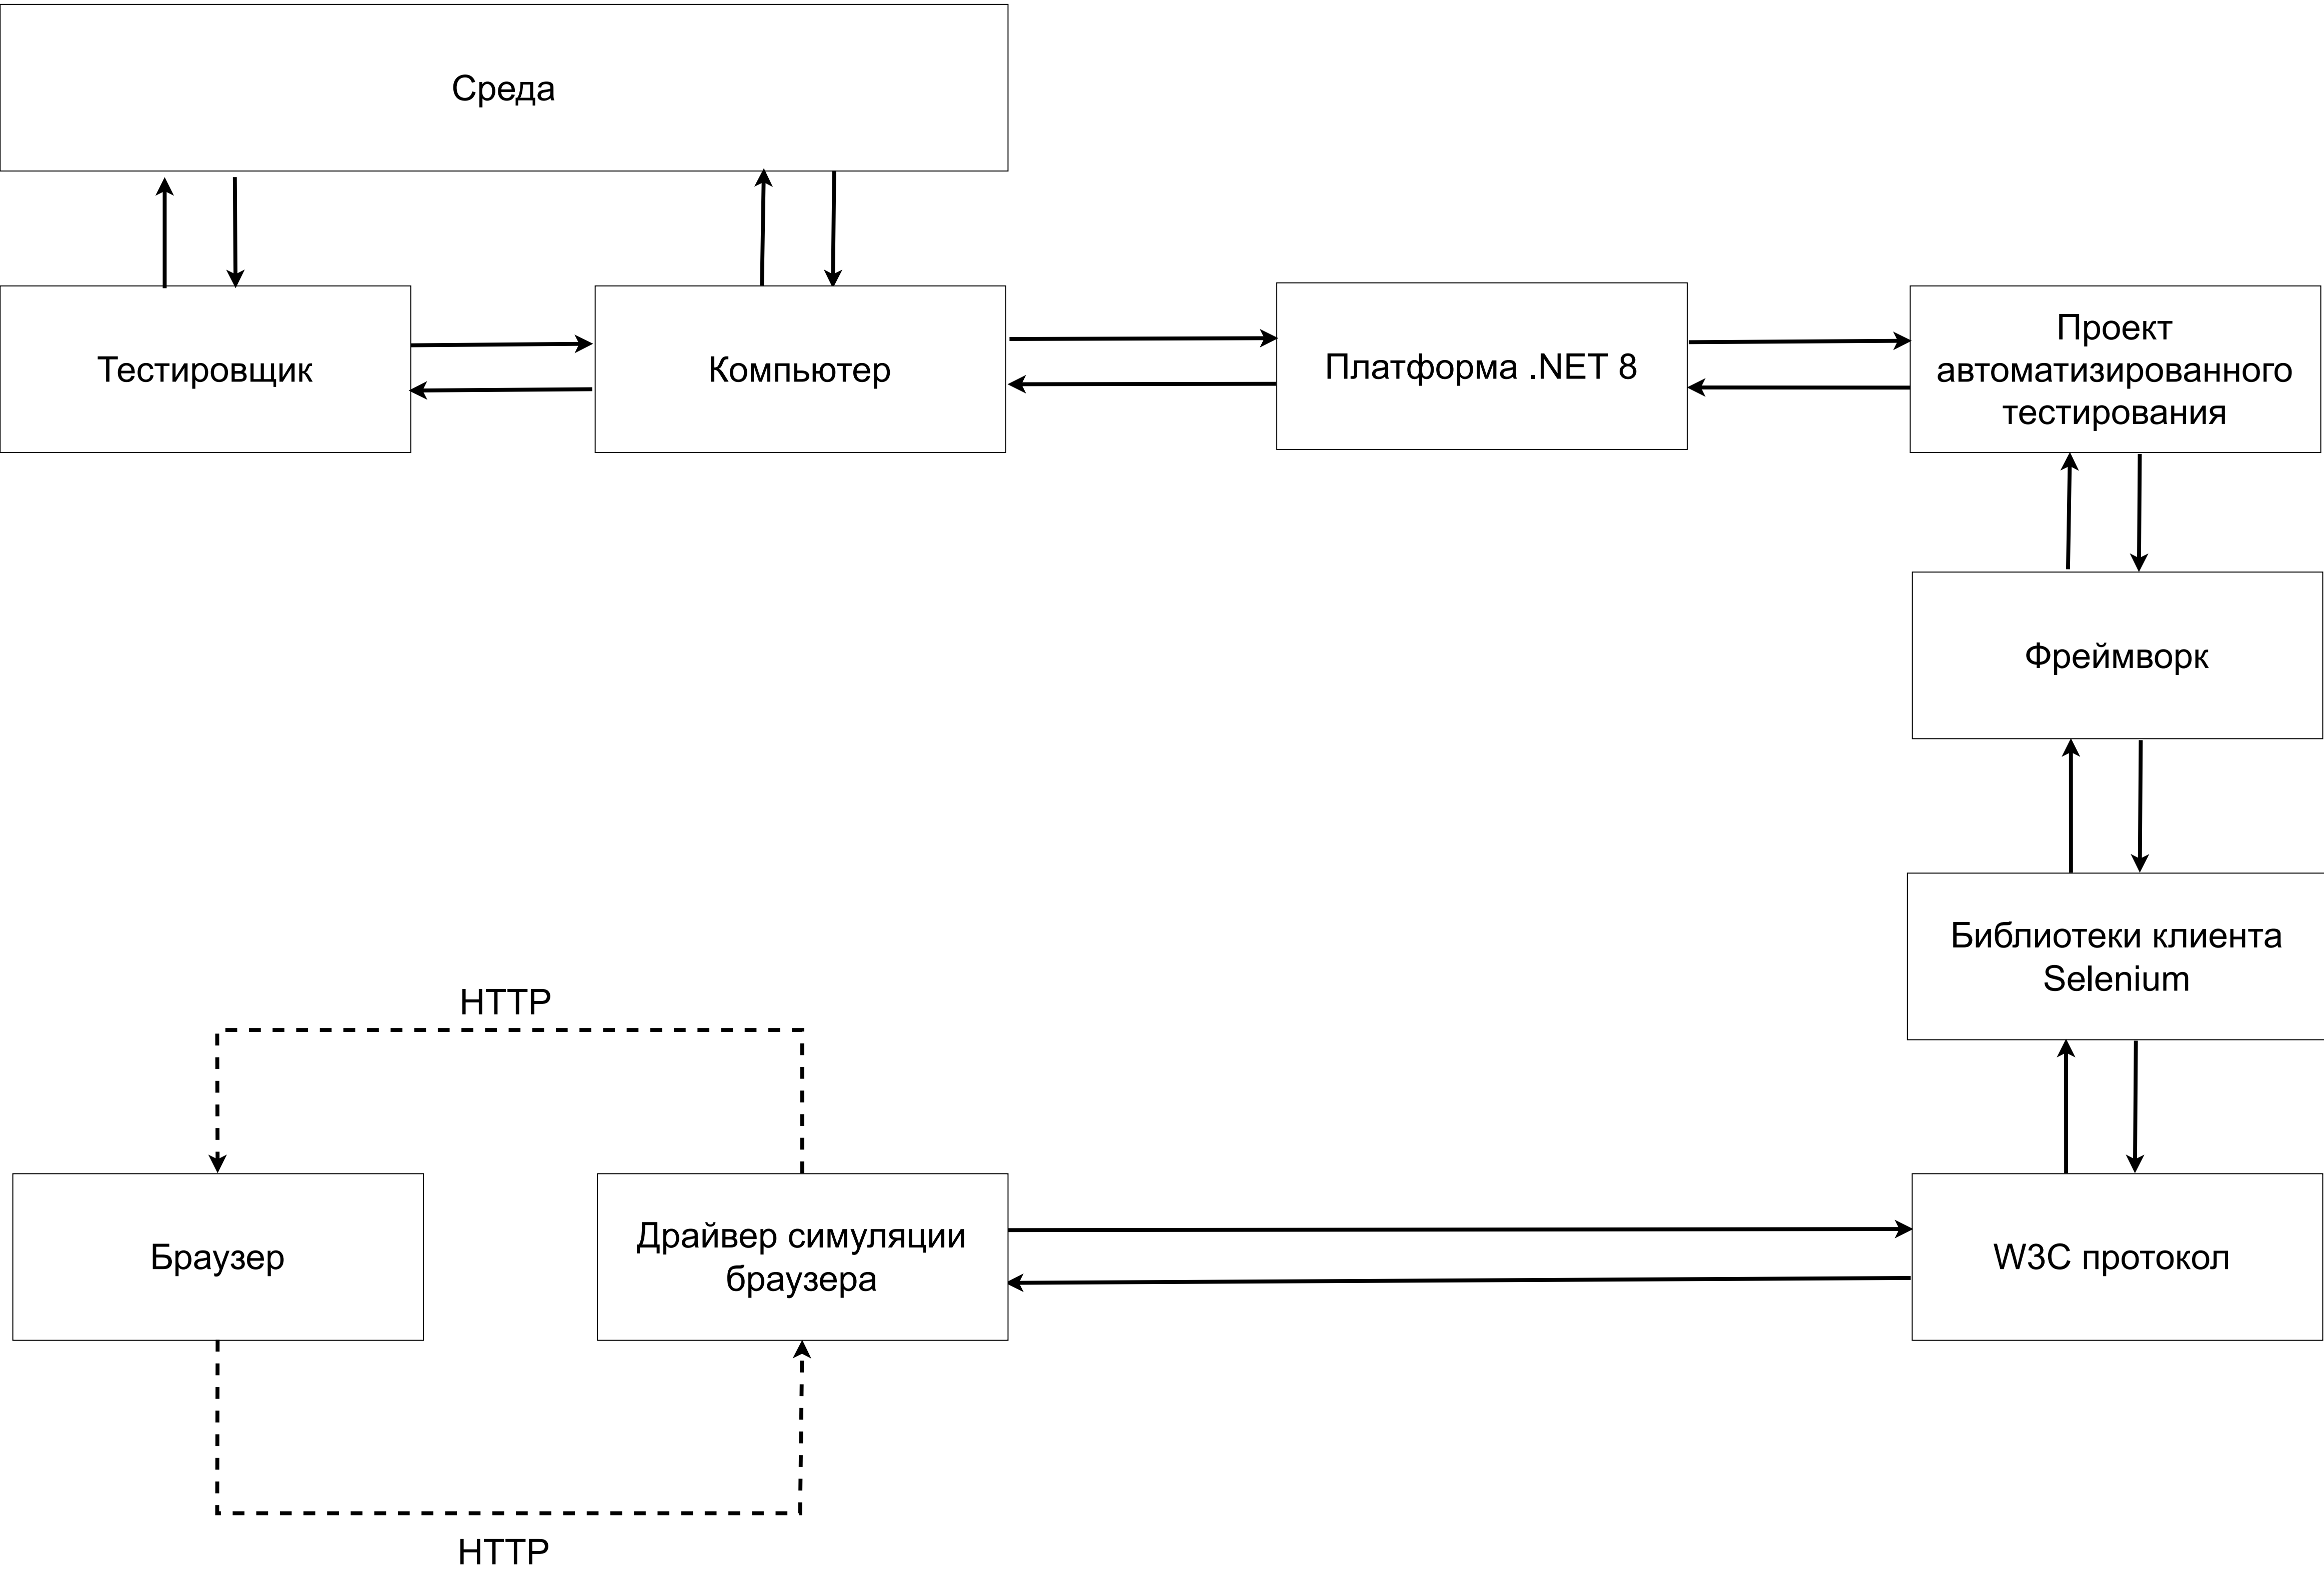 Среда
Тестировщик
Компьютер
Платформа .NET 8
Проект
автоматизированного
тестирования
Фреймворк
Библиотеки клиента
Selenium
HTTP
Браузер
Драйвер симуляции
браузера
W3C протокол
HTTP